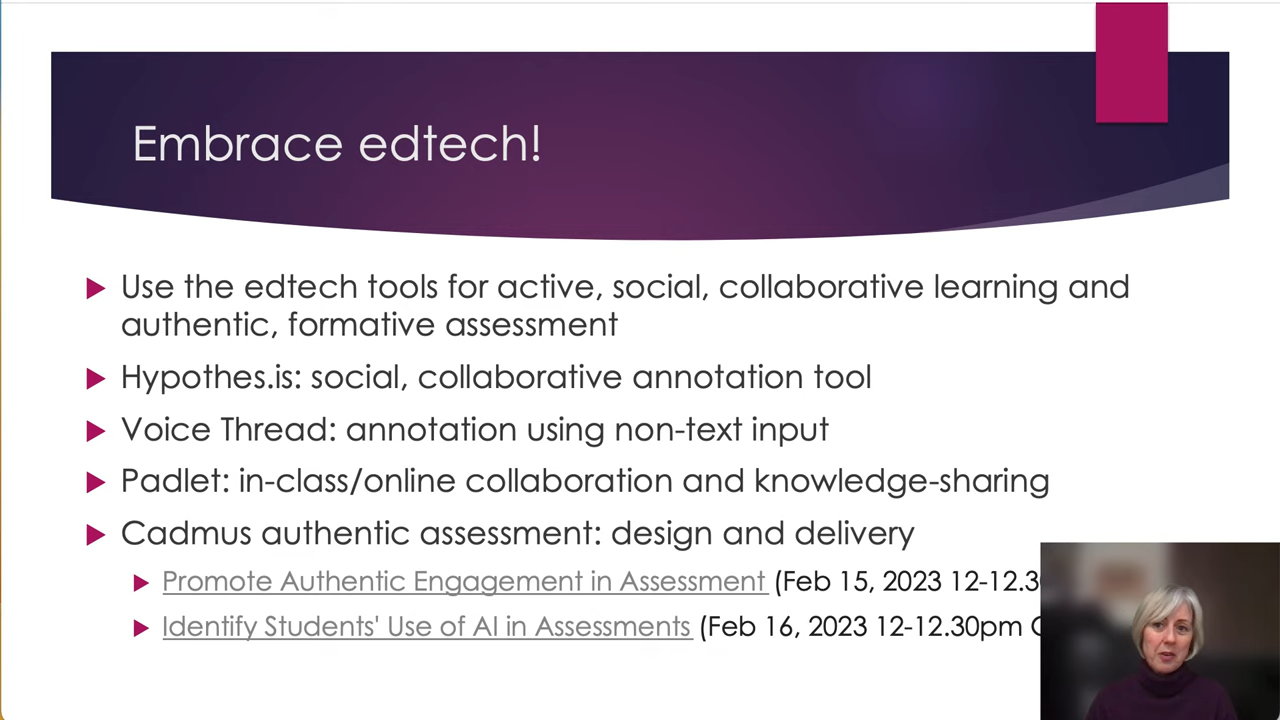 Embrace edtech!
Use the edtech tools for active, social, collaborative learning and
authentic, formative assessment
Hypothes.is: social, collaborative annotation tool
Voice Thread: annotation using non-text input
Padlet: in-class/online collaboration and knowledge-sharing
Cadmus authentic assessment: design and delivery
Promote Authentic Engagement in Assessment (Feb 15, 2023
Identify Students' Use of AI in Assessments (Feb 16, 2023 12-12.30pm